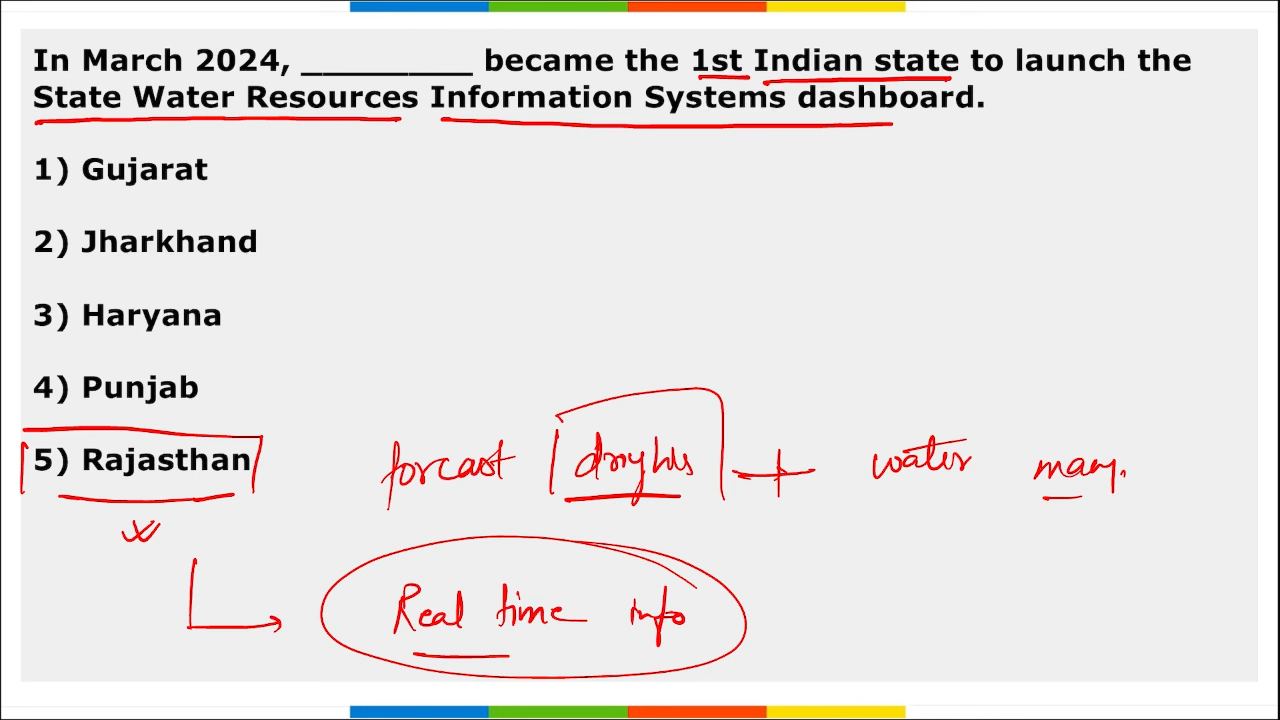 In March 2024, _________ became the 1st Indian state to launch the
State Water Resources Information Systems dashboard.
1) Gujarat
2) Jharkhand
3) Haryana
4) Punjab
5) Rajasthan
forcast water
Real time info